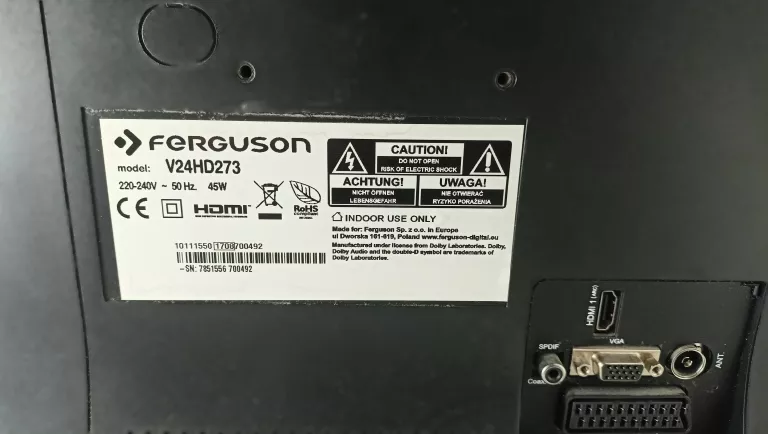 FERGUSON
model: V24HD273
220-240V ~ 50 Hz. 45W
CE HDMI RoHS
compliant
CAUTION!
DO NOT OPEN
RISK OF ELECTRIC SHOCK
ACHTUNG!
NICHT OFFNEN
LEBENSGEFAHR
UWAGA!
NIE OTWIERAĆ
RYZYKO PORAŻENIA
INDOOR USE ONLY
Made for: Ferguson Sp. z o.o. in Europe
ul Dworska 161-619, Poland www.ferguson-digital.eu
Manufactured under license from Dolby Laboratories. Dolby,
Dolby Audio and the double-D symbol are trademarks of
Dolby Laboratories.
10111550 1700 700492
-SN: 7851556 700492
HDMI 1 (ARC)
VGA
SPDIF
Coax
ANT.